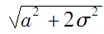 √(a² + 2σ²)